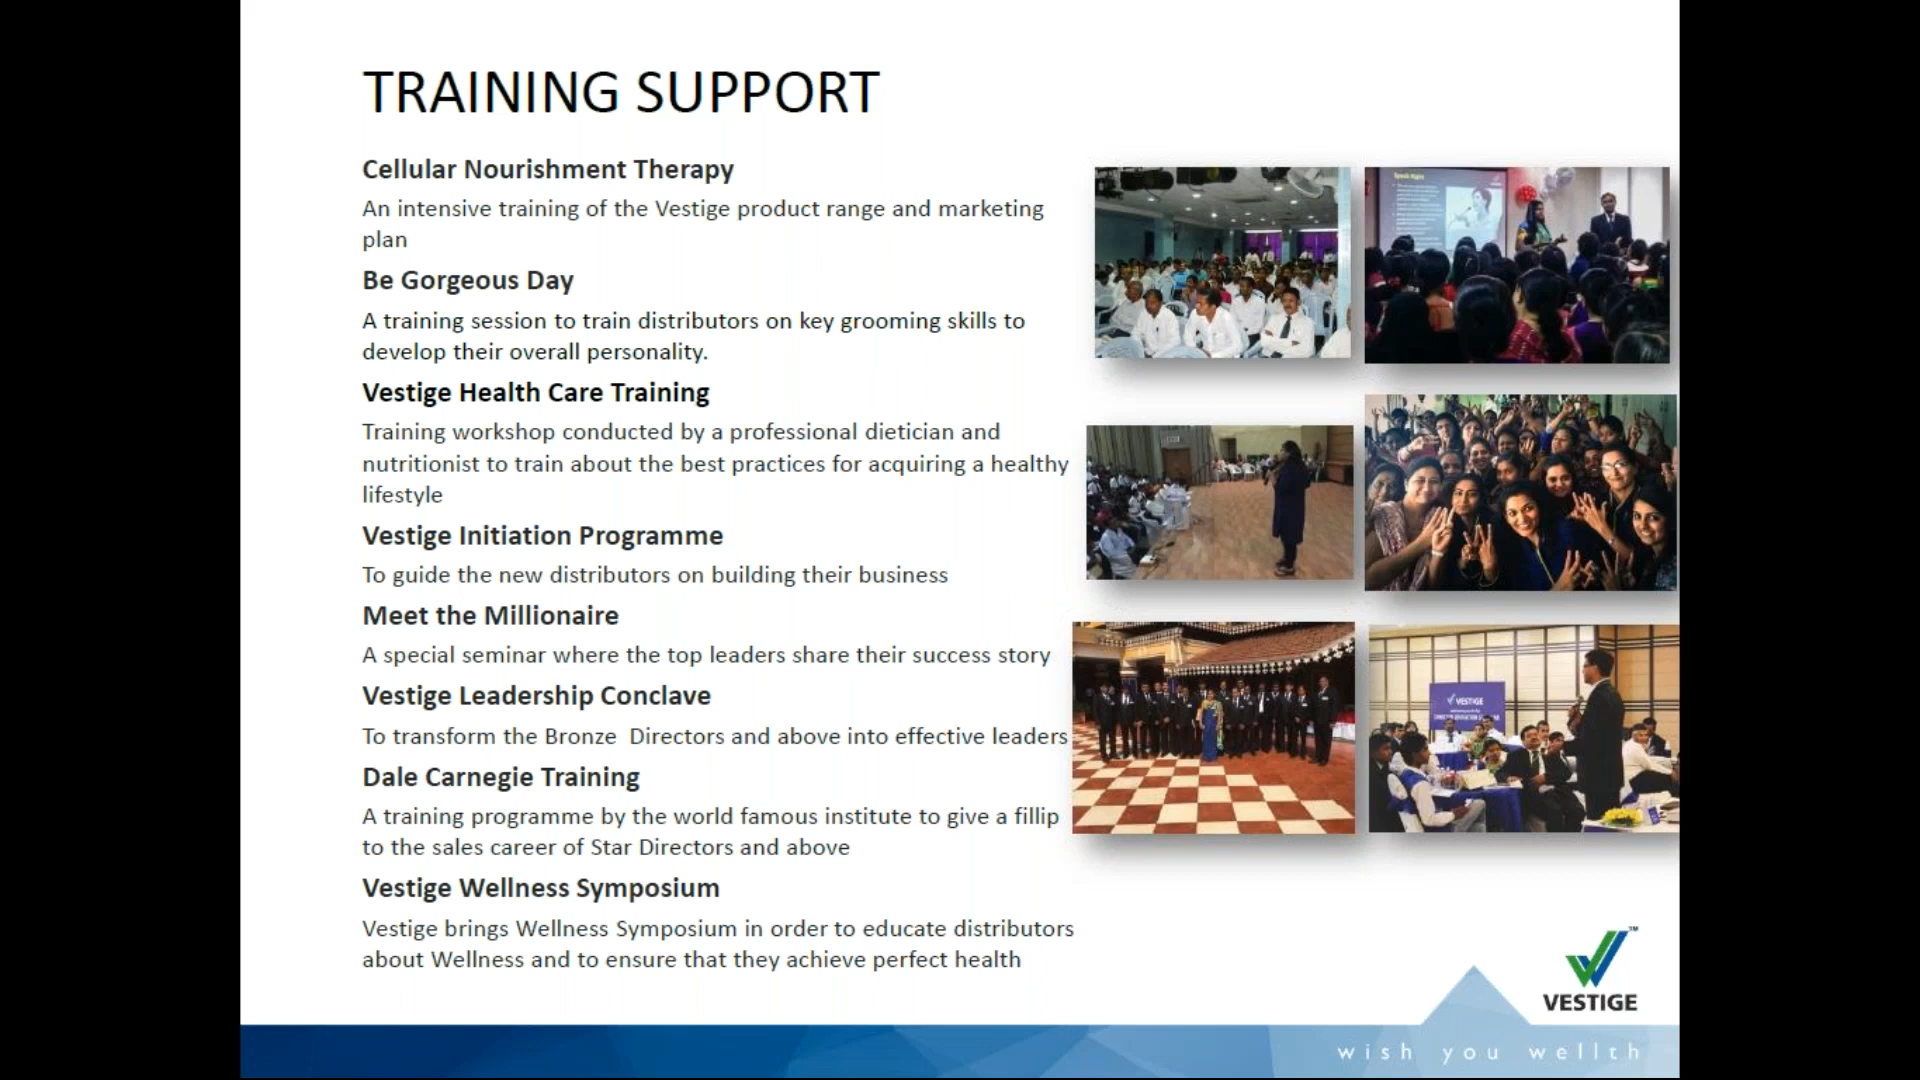 TRAINING SUPPORT
Cellular Nourishment Therapy
An intensive training of the Vestige product range and marketing
plan
Be Gorgeous Day
A training session to train distributors on key grooming skills to
develop their overall personality.
Vestige Health Care Training
Training workshop conducted by a professional dietician and
nutritionist to train about the best practices for acquiring a healthy
lifestyle
Vestige Initiation Programme
To guide the new distributors on building their business
Meet the Millionaire
A special seminar where the top leaders share their success story
Vestige Leadership Conclave
To transform the Bronze  Directors and above into effective leaders
Dale Carnegie Training
A training programme by the world famous institute to give a fillip
to the sales career of Star Directors and above
Vestige Wellness Symposium
Vestige brings Wellness Symposium in order to educate distributors
about Wellness and to ensure that they achieve perfect health
VESTIGE
TM
VESTIGE
wish you wellth